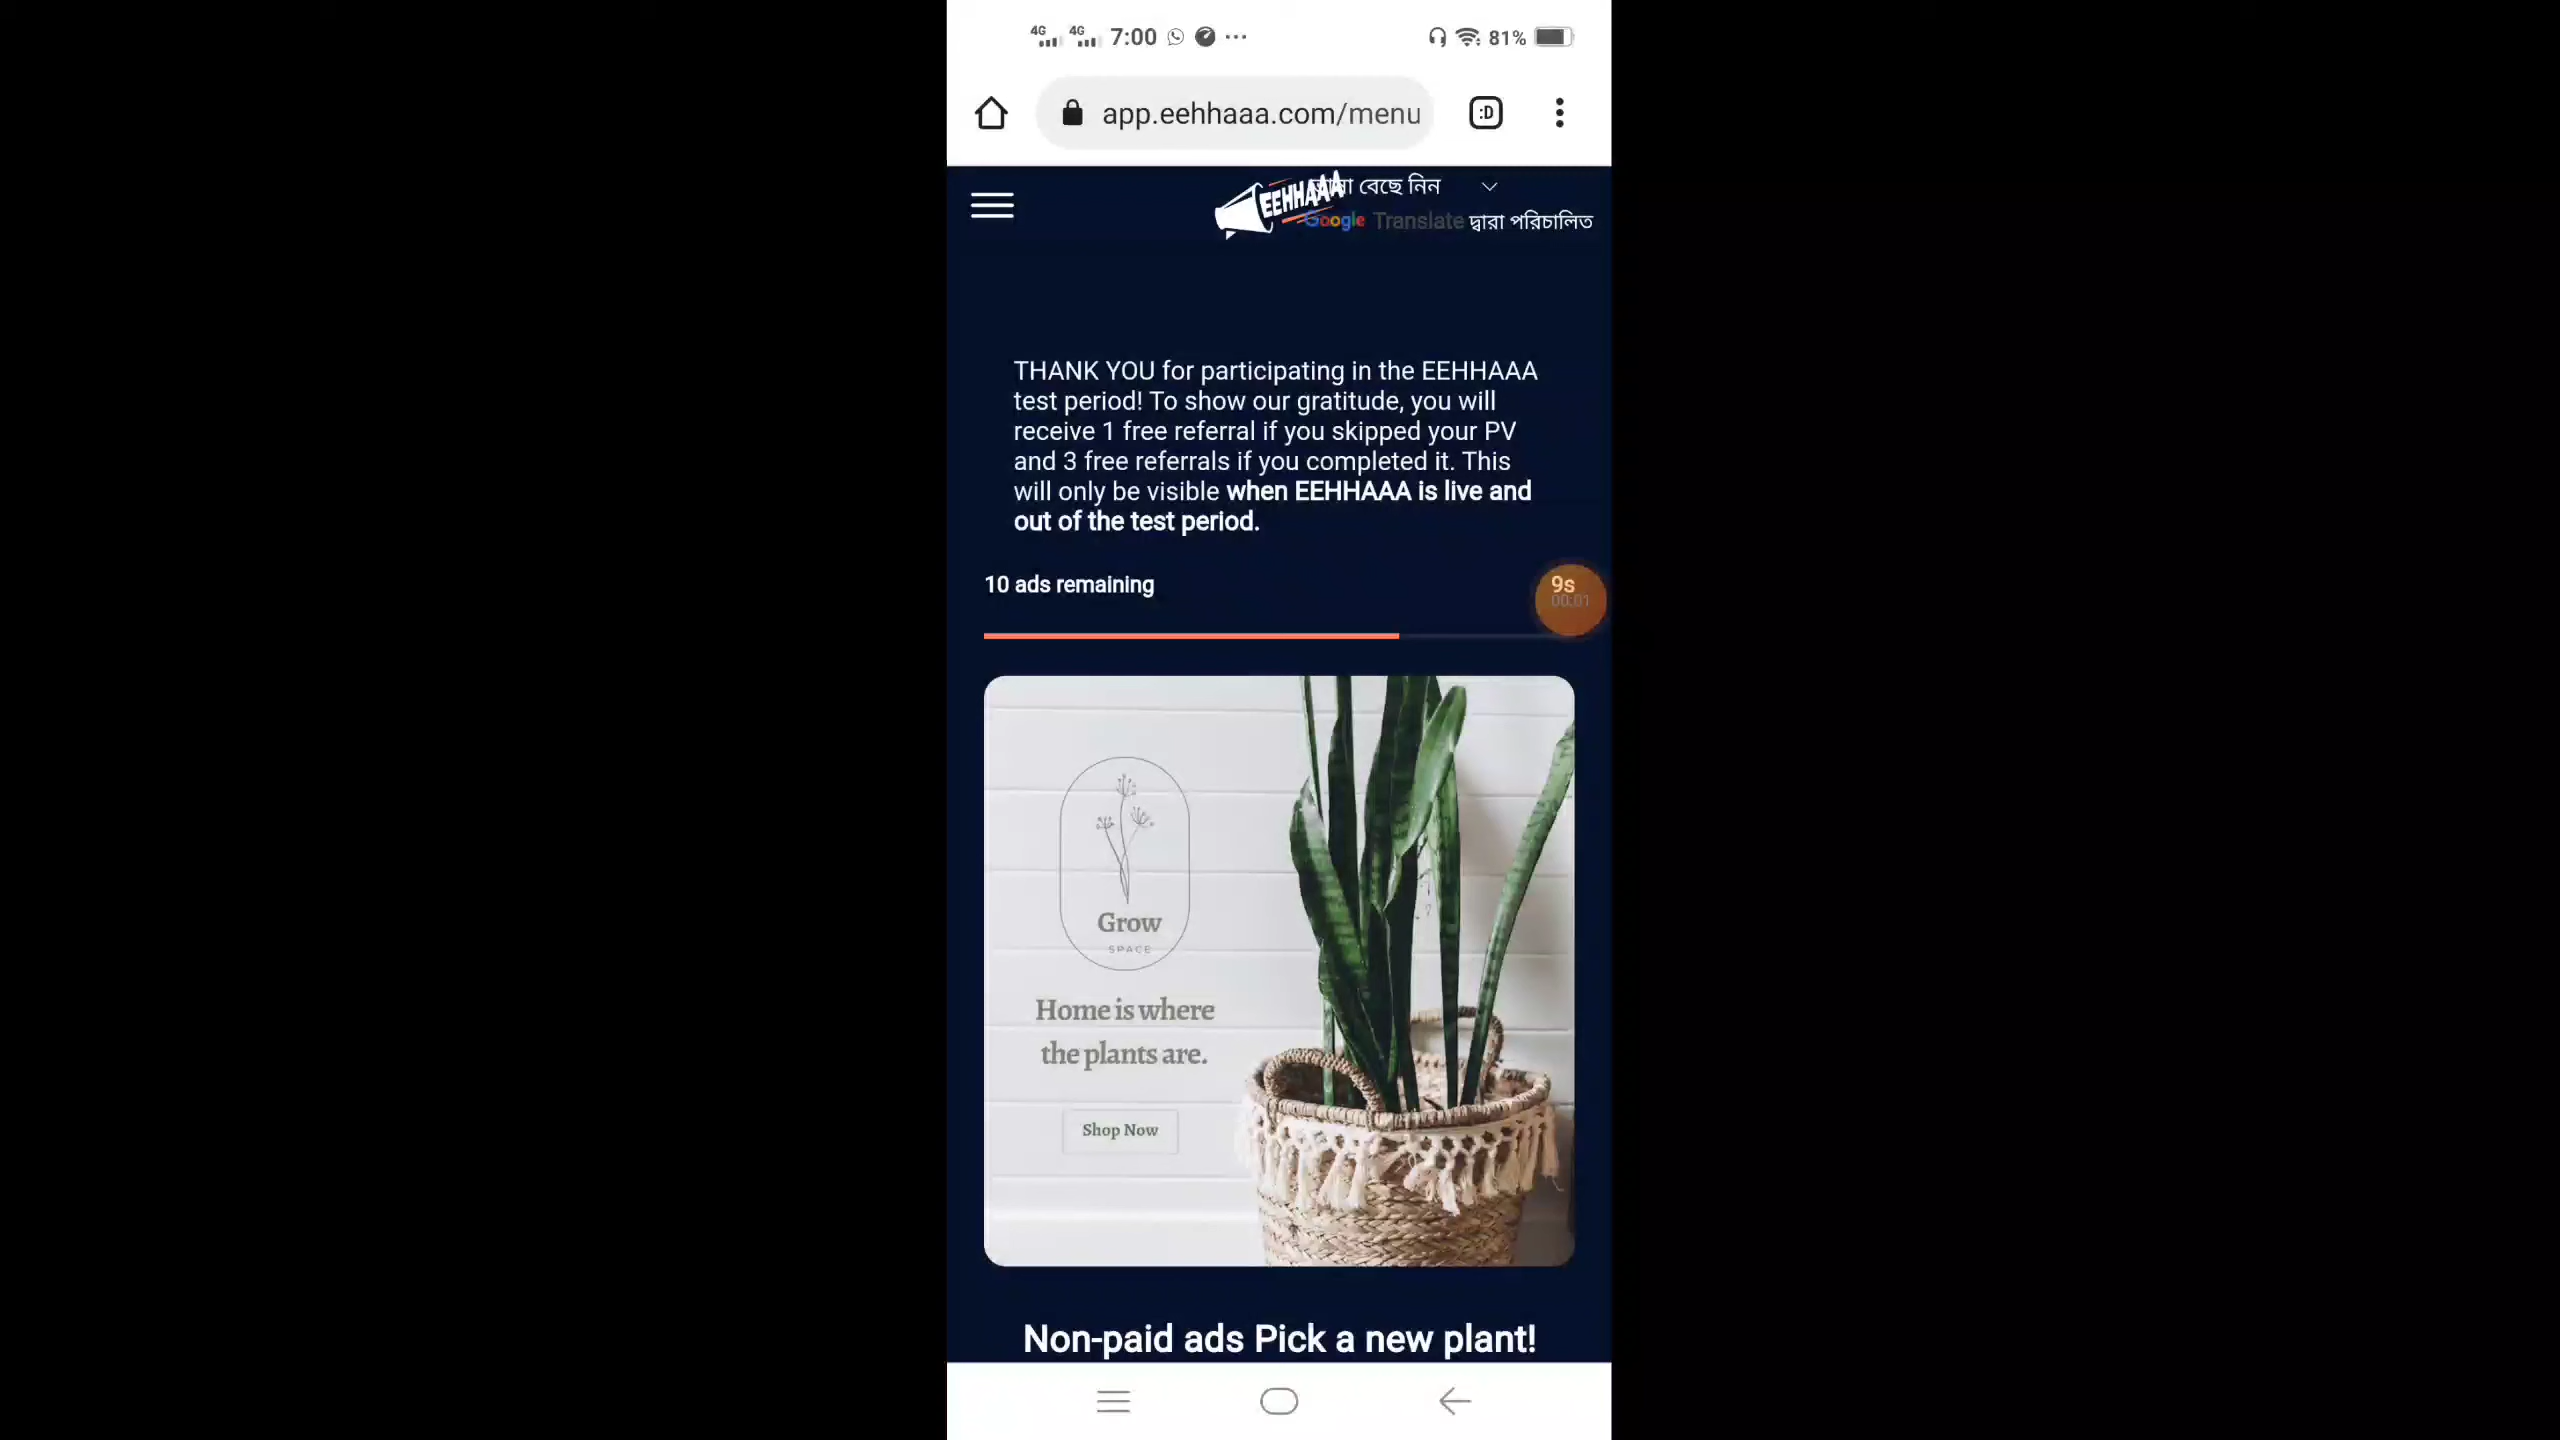 4G 4G 7:00 81%
app.eehhaaa.com/menu :D
EEHHAAA বেছে নিন
Google Translate দ্বারা পরিচালিত
THANK YOU for participating in the EEHHAAA
test period! To show our gratitude, you will
receive 1 free referral if you skipped your PV
and 3 free referrals if you completed it. This
will only be visible when EEHHAAA is live and
out of the test period.
10 ads remaining 9s
00:01
Grow
SPACE
Home is where
the plants are.
Shop Now
Non-paid ads Pick a new plant!